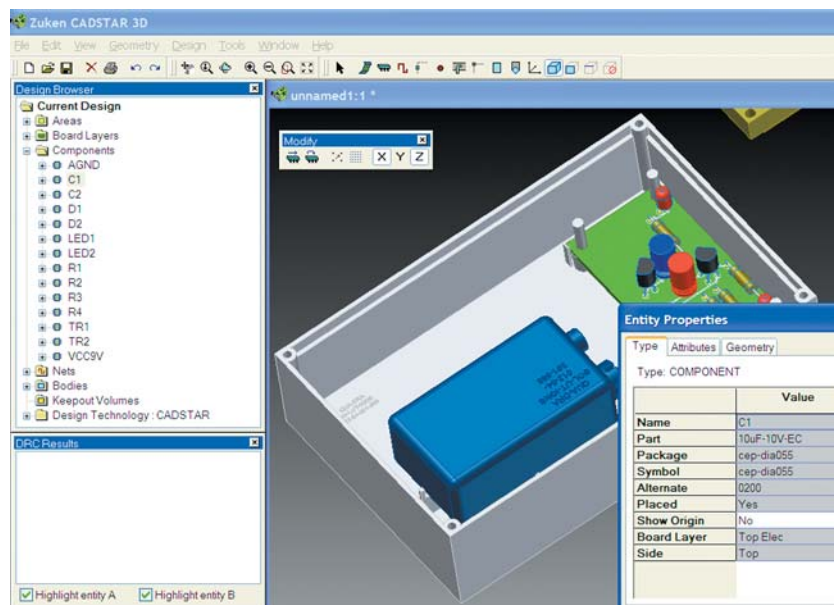 Zuken CADSTAR 3D
File Edit View Geometry Design Tools Window Help
Design Browser
Current Design
Areas
Board Layers
Components
AGND
C1
C2
D1
D2
LED1
LED2
R1
R2
R3
R4
TR1
TR2
VCC9V
Nets
Bodies
Keepout Volumes
Design Technology : CADSTAR
DRC Results
Highlight entity A Highlight entity B
unnamed1:1 *
Modify
X Y Z
Entity Properties
Type Attributes Geometry
Type: COMPONENT
Value
Name C1
Part 10uF-10V-EC
Package cep-dia055
Symbol cep-dia055
Alternate 0200
Placed Yes
Show Origin No
Board Layer Top Elec
Side Top